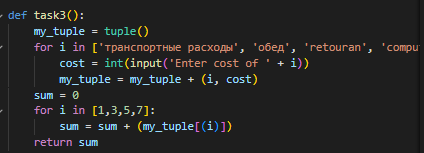 def task3():
    my_tuple = tuple()
    for i in ['транспортные расходы', 'обед', 'retouran', 'compu
        cost = int(input('Enter cost of ' + i))
        my_tuple = my_tuple + (i, cost)
    sum = 0
    for i in [1,3,5,7]:
        sum = sum + (my_tuple[(i)])
    return sum